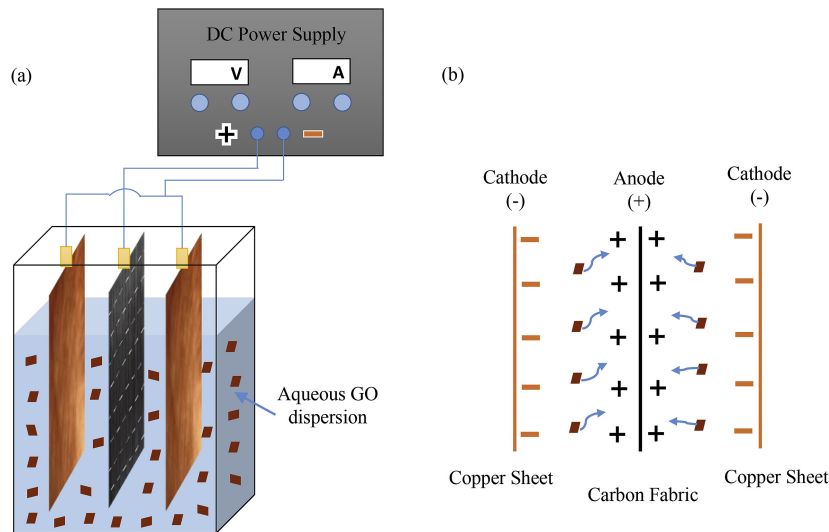 (a)
DC Power Supply
V
A
+
-
Aqueous GO
dispersion
(b)
Cathode
(-)
Anode
(+)
Cathode
(-)
Copper Sheet
Carbon Fabric
Copper Sheet